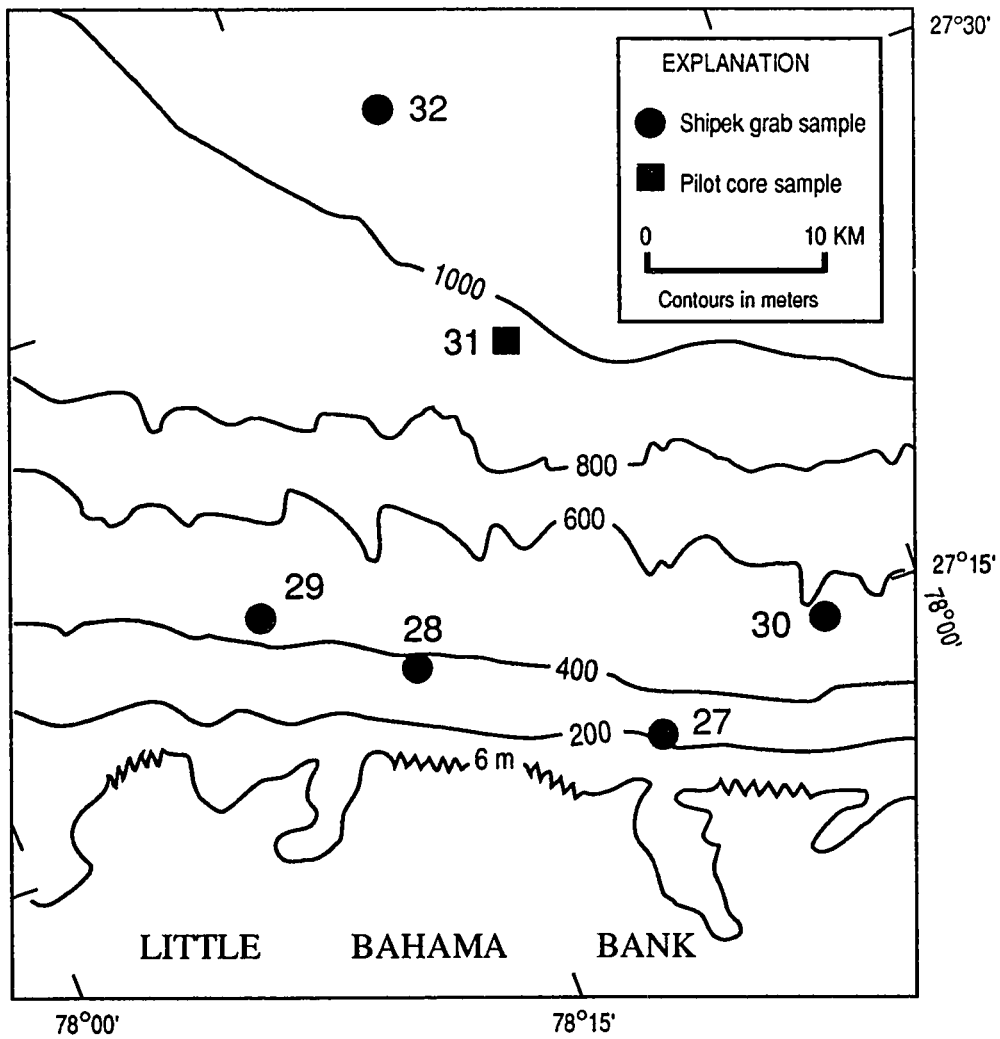 27°30'
EXPLANATION
Shipek grab sample
Pilot core sample
0 10 KM
Contours in meters
32
1000
31
800
600
27°15'
78°00'
29
28
30
400
27
200
6 m
LITTLE BAHAMA BANK
78°00' 78°15'